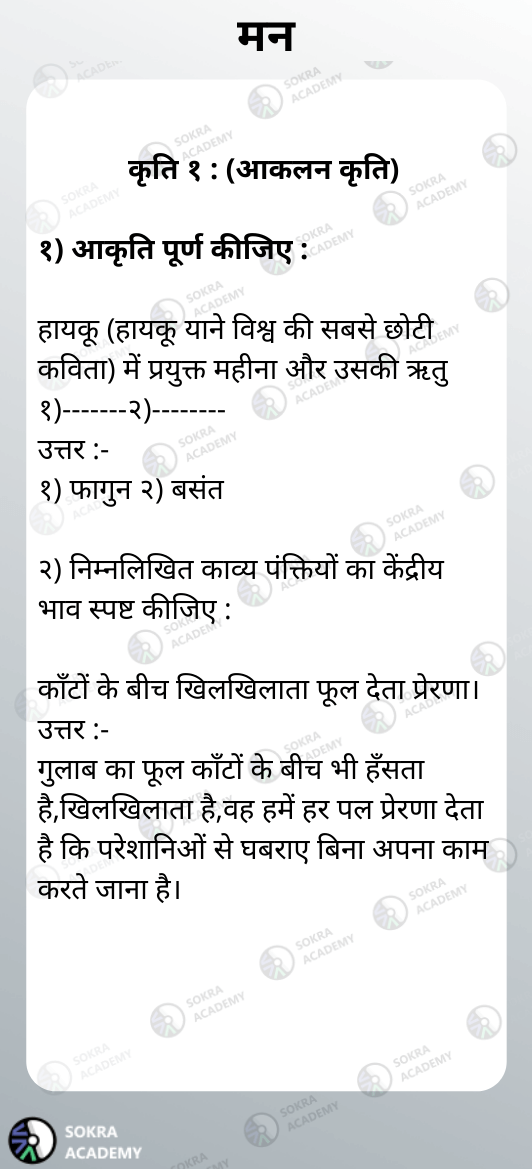 मन
कृति १ : (आकलन कृति)
१) आकृति पूर्ण कीजिए :
हायकू (हायकू याने विश्व की सबसे छोटी
कविता) में प्रयुक्त महीना और उसकी ऋतु
१)-------२)--------
उत्तर :-
१) फागुन २) बसंत
२) निम्नलिखित काव्य पंक्तियों का केंद्रीय
भाव स्पष्ट कीजिए :
काँटों के बीच खिलखिलाता फूल देता प्रेरणा।
उत्तर :-
गुलाब का फूल काँटों के बीच भी हँसता
है,खिलखिलाता है,वह हमें हर पल प्रेरणा देता
है कि परेशानिओं से घबराए बिना अपना काम
करते जाना है।
SOKRA
ACADEMY